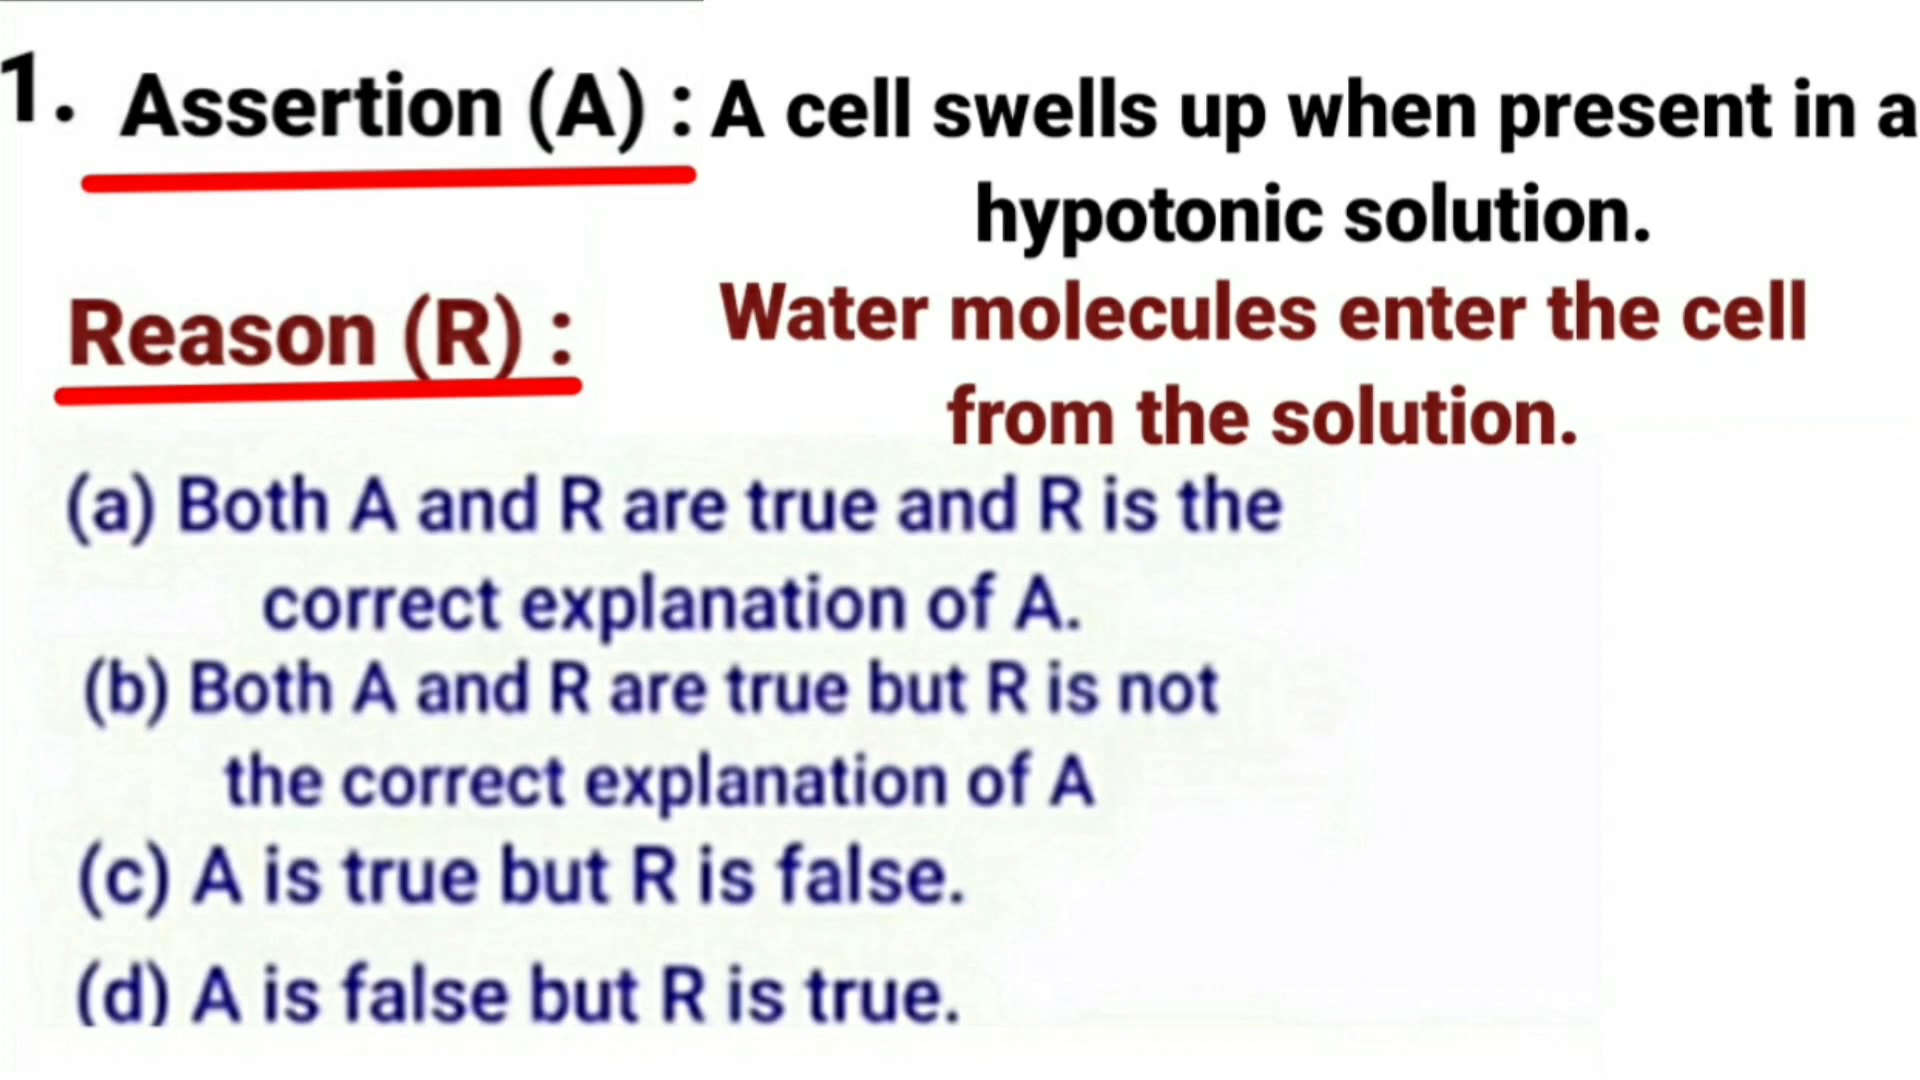 1. Assertion (A) : A cell swells up when present in a
hypotonic solution.
Reason (R) : Water molecules enter the cell
from the solution.
(a) Both A and R are true and R is the
correct explanation of A.
(b) Both A and R are true but R is not
the correct explanation of A
(c) A is true but R is false.
(d) A is false but R is true.